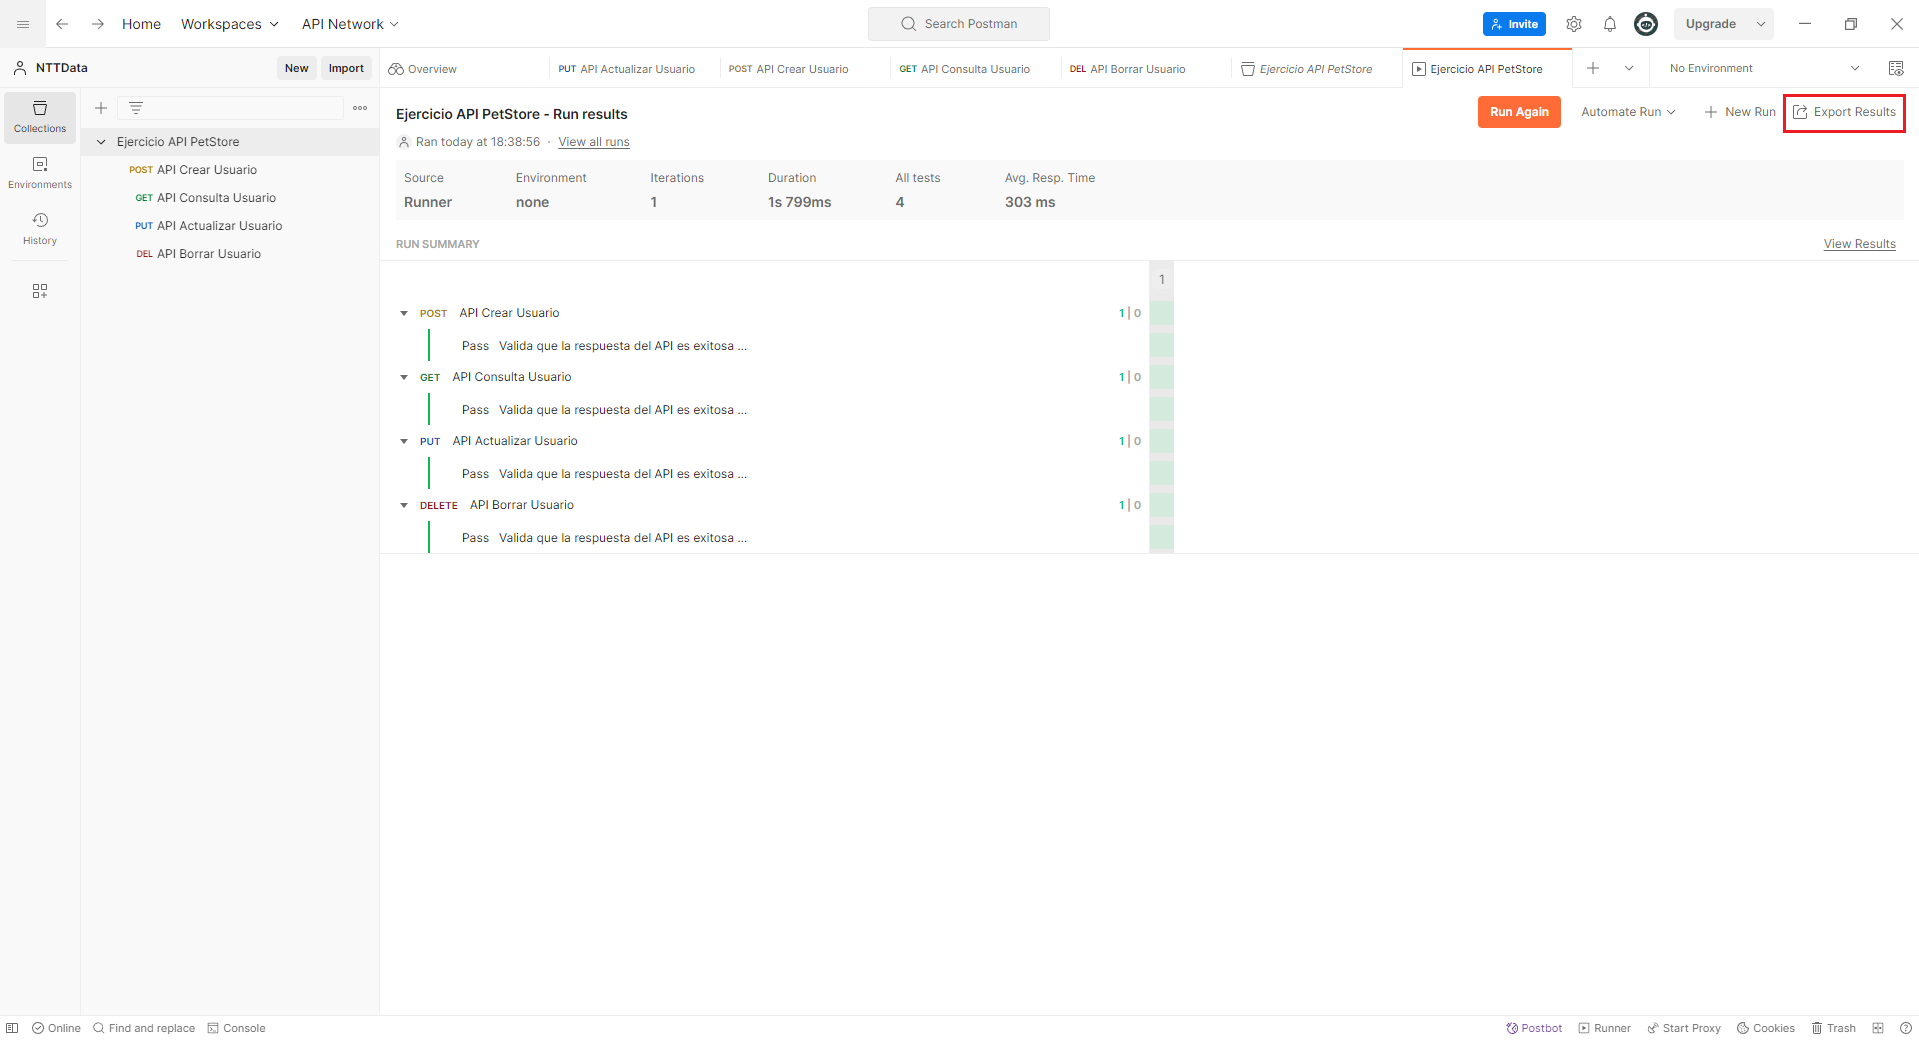 Home Workspaces API Network Search Postman Invite Upgrade
NTTData New Import Overview PUT API Actualizar Usuario POST API Crear Usuario GET API Consulta Usuario DEL API Borrar Usuario Ejercicio API PetStore Ejercicio API PetStore No Environment
Collections
Environments
History
Ejercicio API PetStore
POST API Crear Usuario
GET API Consulta Usuario
PUT API Actualizar Usuario
DEL API Borrar Usuario
Ejercicio API PetStore - Run results Run Again Automate Run New Run Export Results
Ran today at 18:38:56 · View all runs
Source Environment Iterations Duration All tests Avg. Resp. Time
Runner none 1 1s 799ms 4 303 ms
RUN SUMMARY View Results
1
POST API Crear Usuario 1 | 0
Pass Valida que la respuesta del API es exitosa ...
GET API Consulta Usuario 1 | 0
Pass Valida que la respuesta del API es exitosa ...
PUT API Actualizar Usuario 1 | 0
Pass Valida que la respuesta del API es exitosa ...
DELETE API Borrar Usuario 1 | 0
Pass Valida que la respuesta del API es exitosa ...
Online Find and replace Console Postbot Runner Start Proxy Cookies Trash